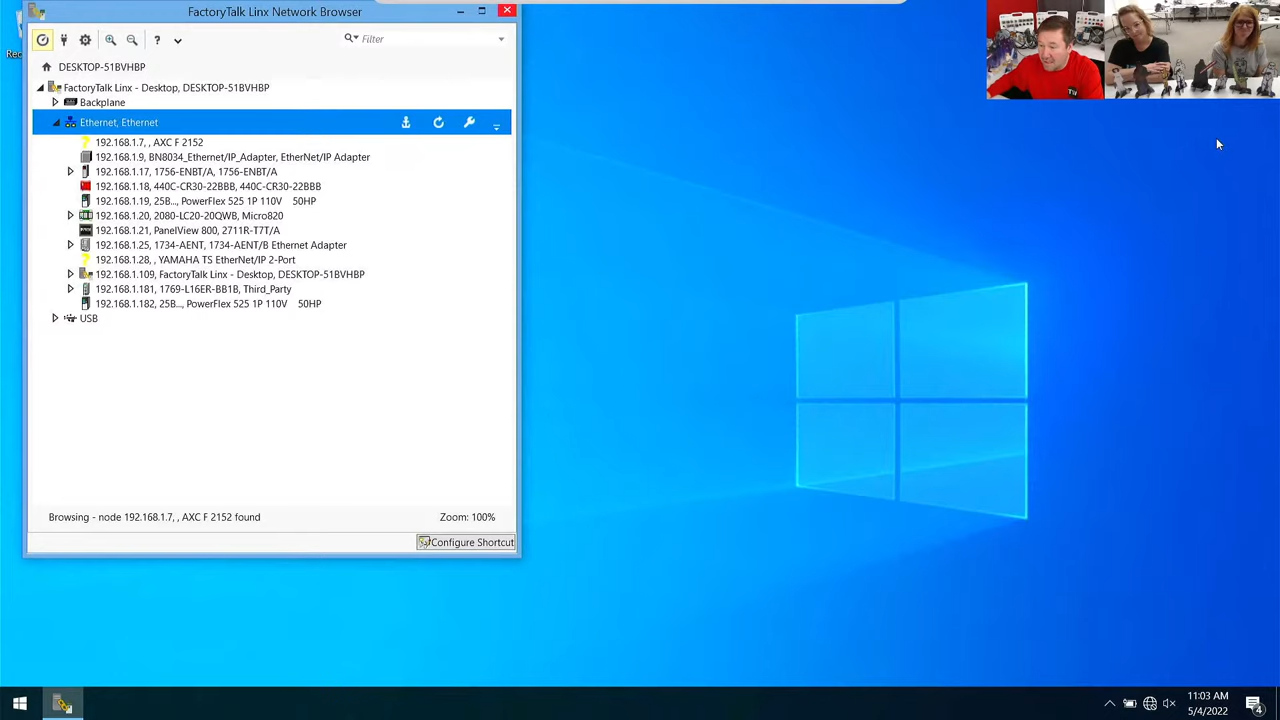 FactoryTalk Linx Network Browser
Filter
Rec
DESKTOP-51BVHBP
FactoryTalk Linx - Desktop, DESKTOP-51BVHBP
Backplane
Ethernet, Ethernet
192.168.1.7, , AXC F 2152
192.168.1.9, BN8034_Ethernet/IP_Adapter, EtherNet/IP Adapter
192.168.1.17, 1756-ENBT/A, 1756-ENBT/A
192.168.1.18, 440C-CR30-22BBB, 440C-CR30-22BBB
192.168.1.19, 25B..., PowerFlex 525 1P 110V 50HP
192.168.1.20, 2080-LC20-20QWB, Micro820
192.168.1.21, PanelView 800, 2711R-T7T/A
192.168.1.25, 1734-AENT, 1734-AENT/B Ethernet Adapter
192.168.1.28, , YAMAHA TS EtherNet/IP 2-Port
192.168.1.109, FactoryTalk Linx - Desktop, DESKTOP-51BVHBP
192.168.1.181, 1769-L16ER-BB1B, Third_Party
192.168.1.182, 25B..., PowerFlex 525 1P 110V 50HP
USB
Browsing - node 192.168.1.7, , AXC F 2152 found
Zoom: 100%
Configure Shortcut
11:03 AM
5/4/2022
4